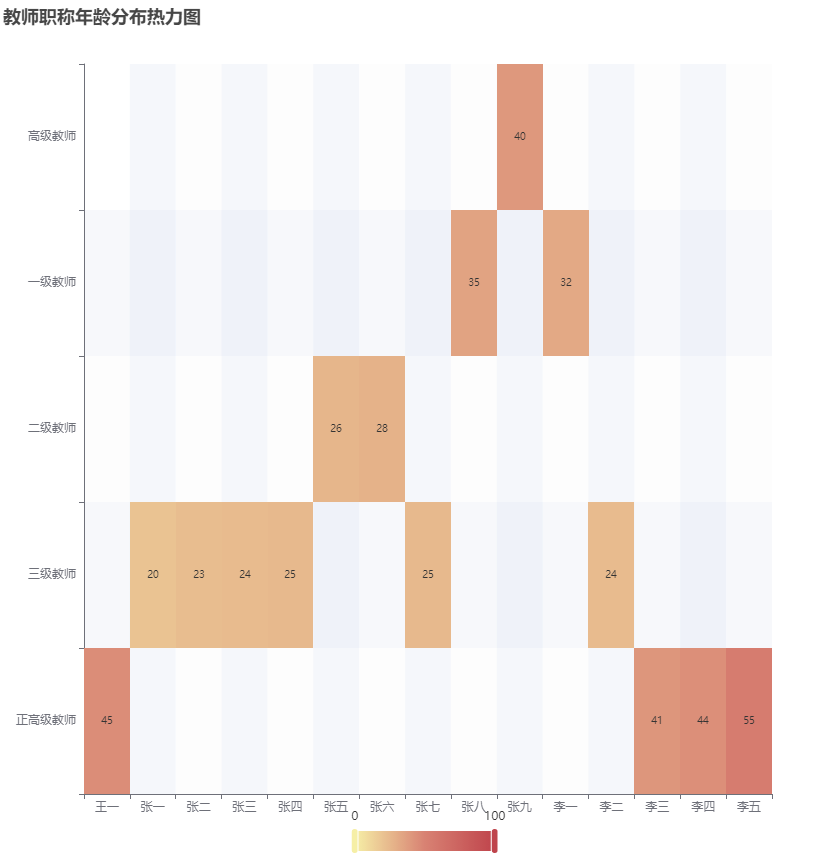 教师职称年龄分布热力图
高级教师
40
一级教师
35
32
二级教师
26
28
三级教师
20
23
24
25
25
24
正高级教师
45
41
44
55
王一
张一
张二
张三
张四
张五
张六
张七
张八
张九
李一
李二
李三
李四
李五
0
100